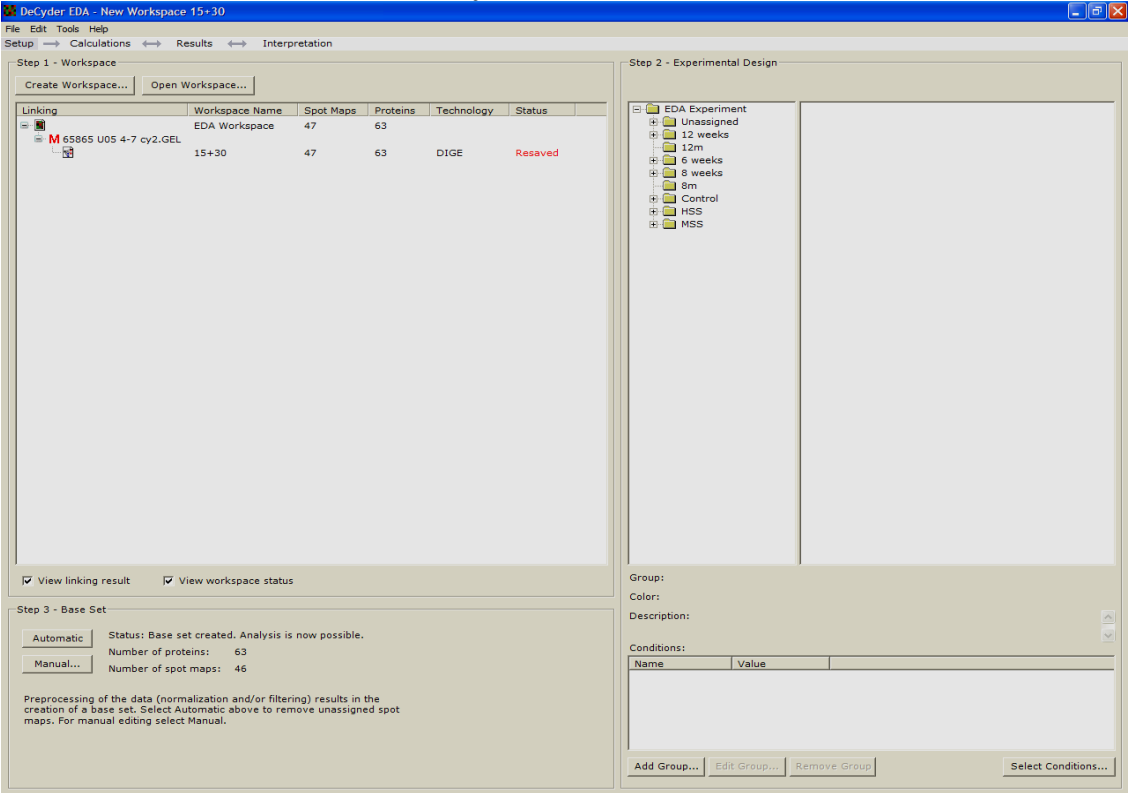 DeCyder EDA - New Workspace 15+30
File Edit Tools Help
Setup Calculations Results Interpretation
Step 1 - Workspace
Create Workspace... Open Workspace...
Linking Workspace Name Spot Maps Proteins Technology Status
EDA Workspace 47 63
M 65865 U05 4-7 cy2.GEL
15+30 47 63 DIGE Resaved
View linking result View workspace status
Step 3 - Base Set
Automatic Status: Base set created. Analysis is now possible.
Number of proteins: 63
Manual... Number of spot maps: 46
Preprocessing of the data (normalization and/or filtering) results in the
creation of a base set. Select Automatic above to remove unassigned spot
maps. For manual editing select Manual.
Step 2 - Experimental Design
EDA Experiment
Unassigned
12 weeks
12m
6 weeks
8 weeks
8m
Control
HSS
MSS
Group:
Color:
Description:
Conditions:
Name Value
Add Group... Edit Group... Remove Group Select Conditions...